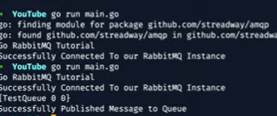 YouTube go run main.go
go: finding module for package github.com/streadway/amqp
go: found github.com/streadway/amqp in github.com/streadwa
Go RabbitMQ Tutorial
Successfully Connected To our RabbitMQ Instance
YouTube go run main.go
Go RabbitMQ Tutorial
Successfully Connected To our RabbitMQ Instance
{TestQueue 0 0}
Successfully Published Message to Queue